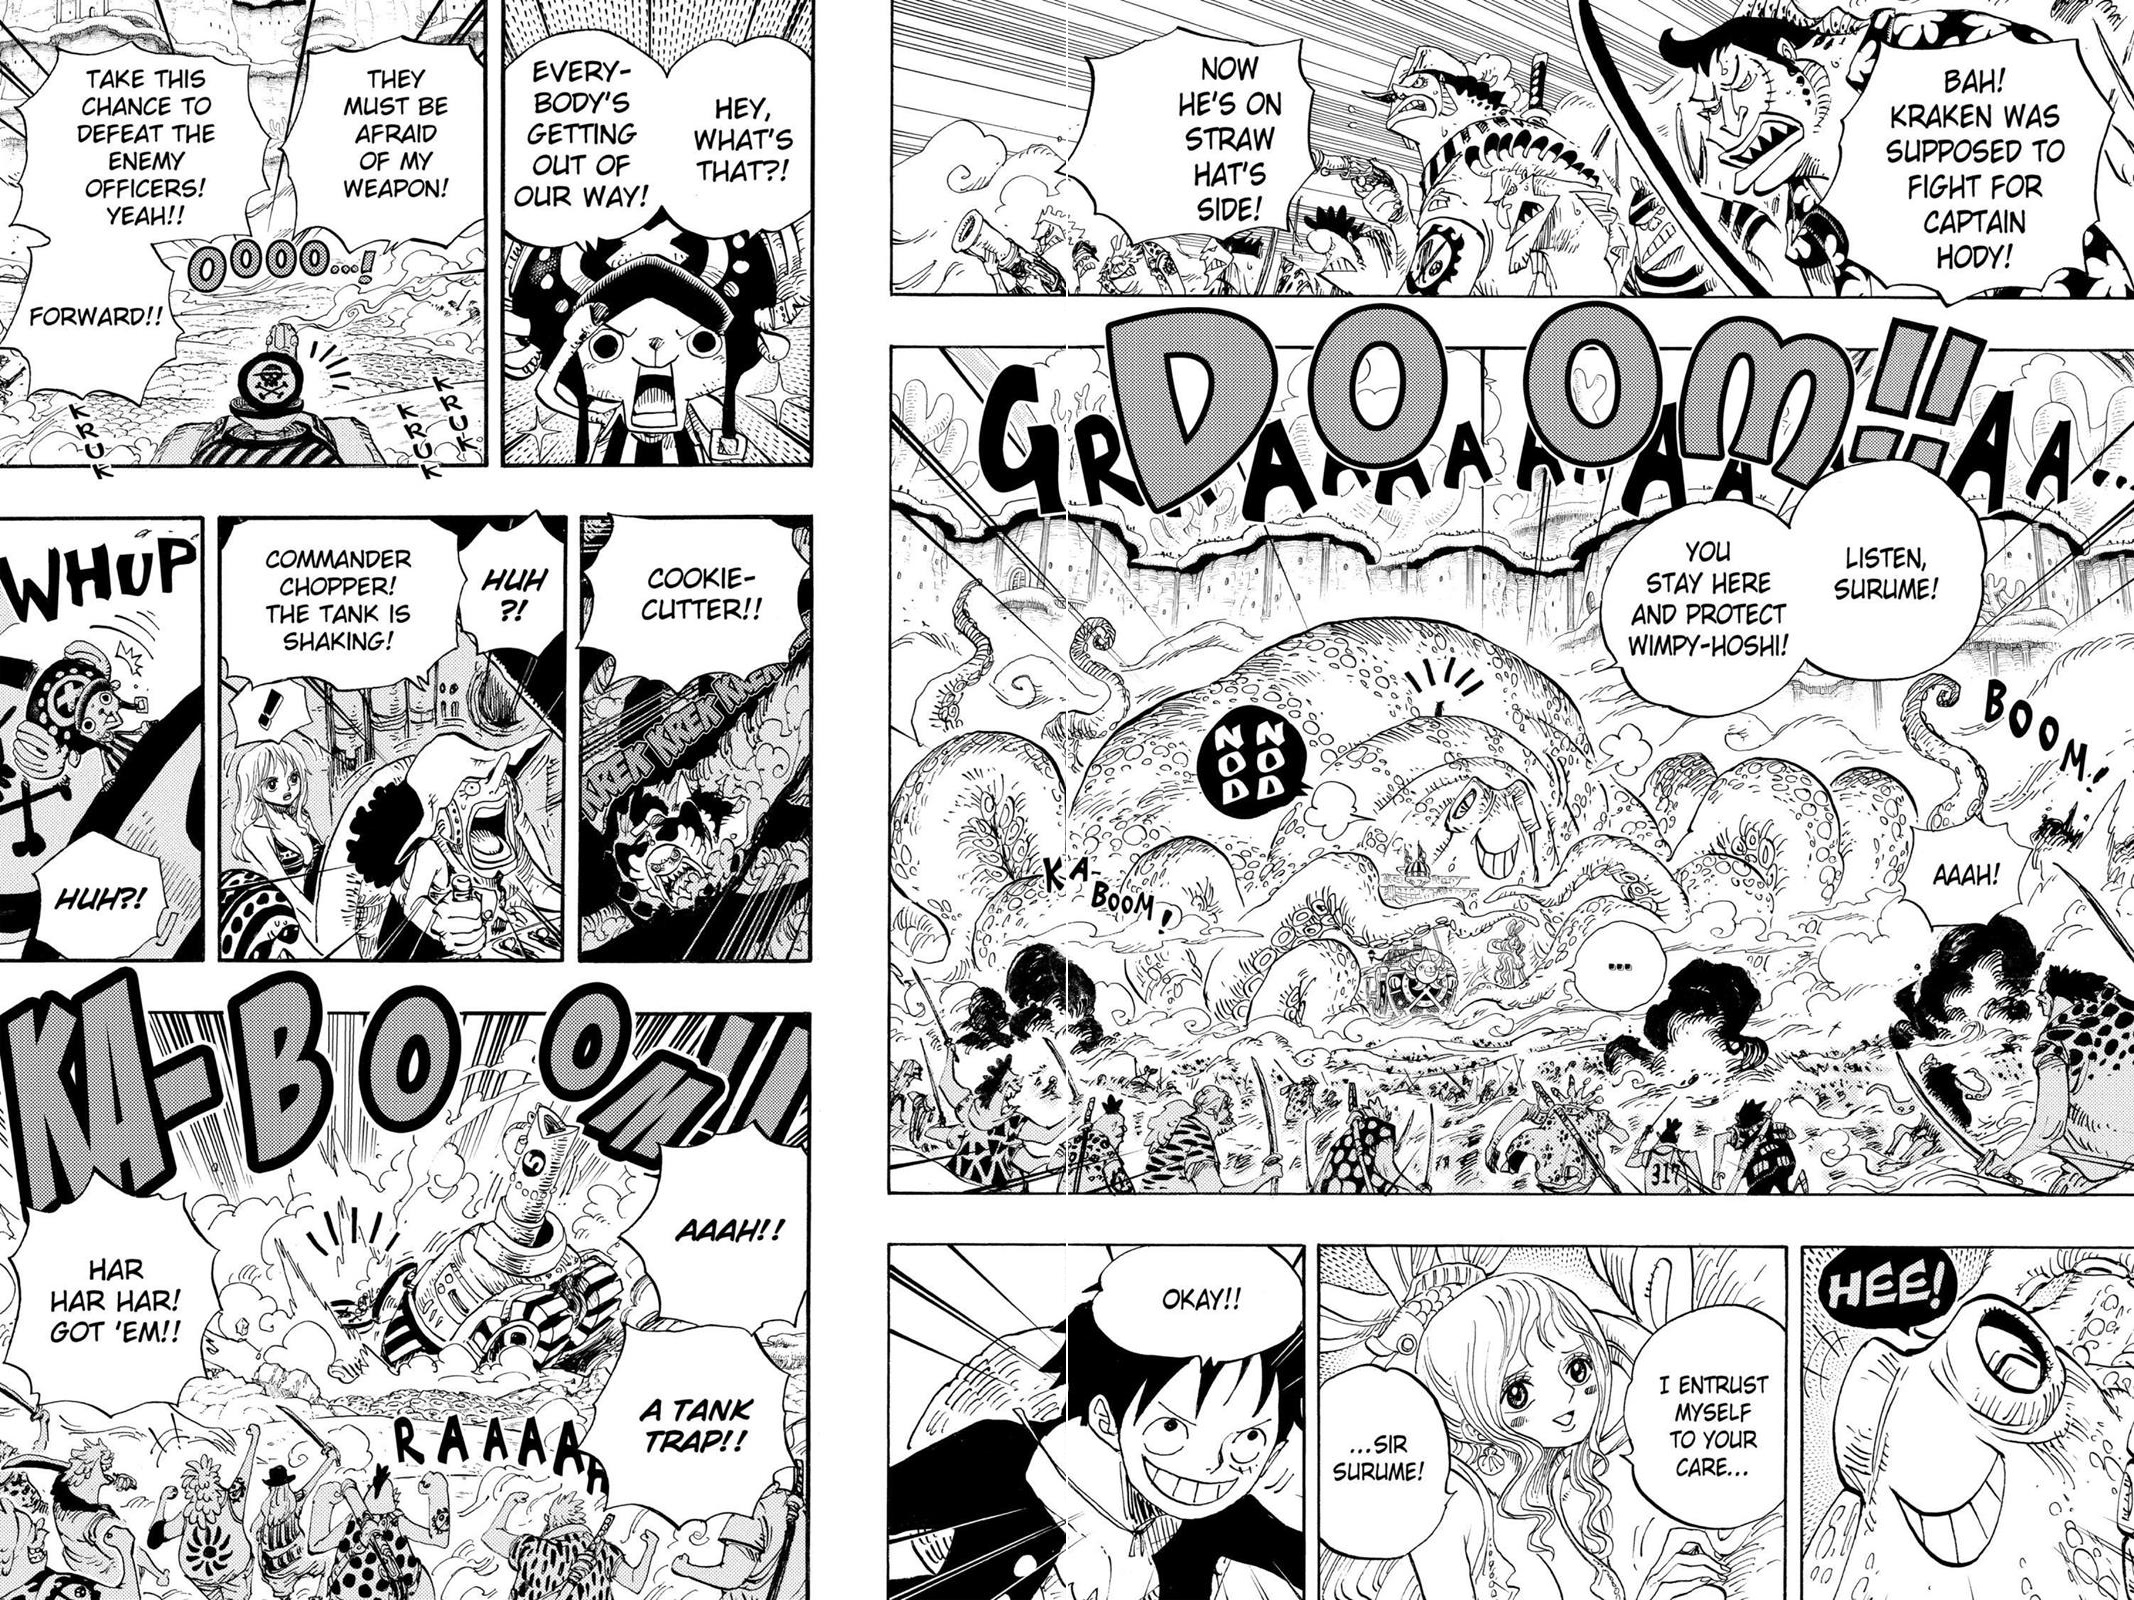 BAH!
KRAKEN WAS
SUPPOSED TO
FIGHT FOR
CAPTAIN
HODY!
NOW
HE'S ON
STRAW
HAT'S
SIDE!
DOOM!!
LISTEN,
SURUME!
YOU
STAY HERE
AND PROTECT
WIMPY-HOSHI!
NOD
NOD
BOOM!
AAAH!
KA-
BOOM!
...
317
HEE!
I ENTRUST
MYSELF
TO YOUR
CARE...
...SIR
SURUME!
OKAY!!
HEY,
WHAT'S
THAT?!
EVERY-
BODY'S
GETTING
OUT OF
OUR WAY!
THEY
MUST BE
AFRAID
OF MY
WEAPON!
TAKE THIS
CHANCE TO
DEFEAT THE
ENEMY
OFFICERS!
YEAH!!
OOOO...!
FORWARD!!
KRUK
KRUK
KRUK
COOKIE-
CUTTER!!
KREK KREK KREK
HUH
?!
COMMANDER
CHOPPER!
THE TANK IS
SHAKING!
!
WHUP
HUH?!
KA-BOOM!!
5
AAAH!!
A TANK
TRAP!!
HAR
HAR HAR!
GOT 'EM!!
RAAAAA